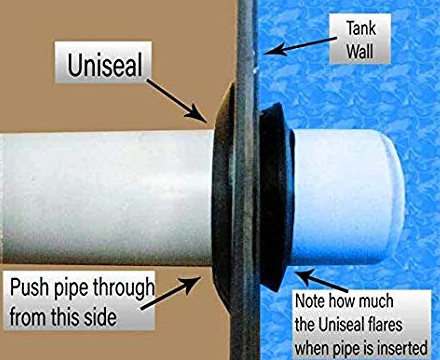 Tank
Wall
Uniseal
Push pipe through
from this side
Note how much
the Uniseal flares
when pipe is inserted